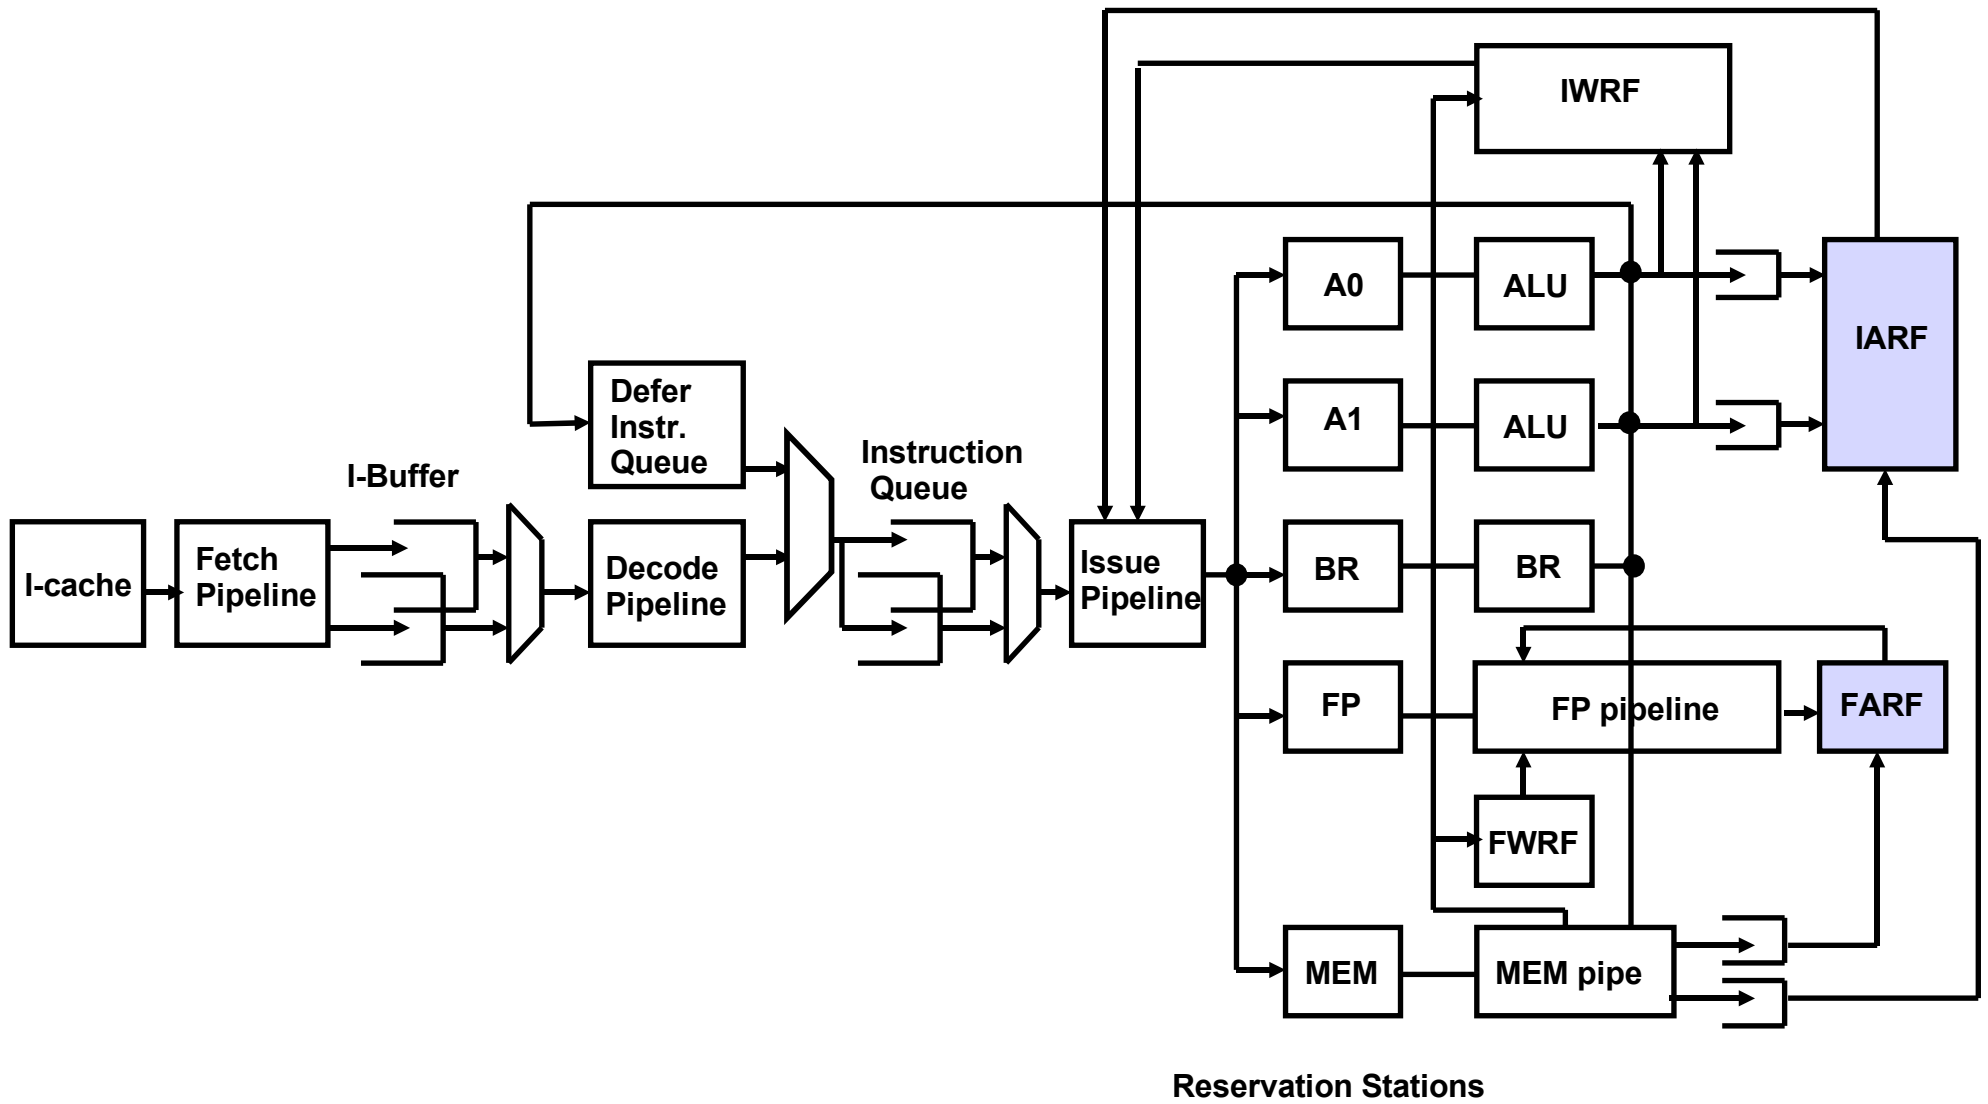 IWRF
A0
ALU
IARF
Defer
Instr.
Queue
A1
ALU
Instruction
Queue
I-Buffer
I-cache
Fetch
Pipeline
Decode
Pipeline
Issue
Pipeline
BR
BR
FP
FP pipeline
FARF
FWRF
MEM
MEM pipe
Reservation Stations